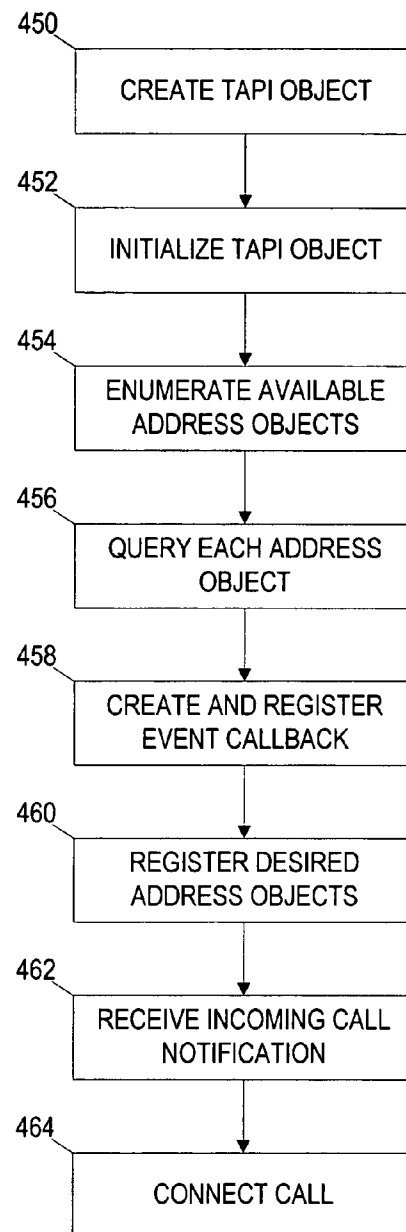 450
CREATE TAPI OBJECT
452
INITIALIZE TAPI OBJECT
454
ENUMERATE AVAILABLE
ADDRESS OBJECTS
456
QUERY EACH ADDRESS
OBJECT
458
CREATE AND REGISTER
EVENT CALLBACK
460
REGISTER DESIRED
ADDRESS OBJECTS
462
RECEIVE INCOMING CALL
NOTIFICATION
464
CONNECT CALL